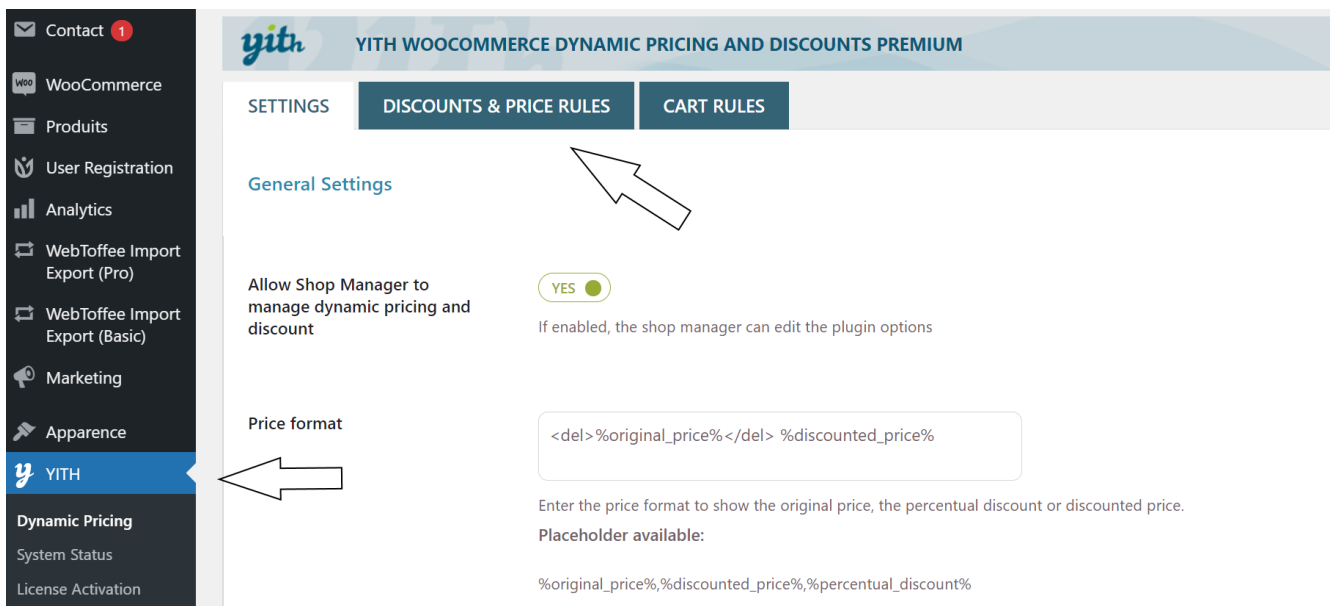 Contact 1
WooCommerce
Produits
User Registration
Analytics
WebToffee Import
Export (Pro)
WebToffee Import
Export (Basic)
Marketing
Apparence
YITH
Dynamic Pricing
System Status
License Activation
yith YITH WOOCOMMERCE DYNAMIC PRICING AND DISCOUNTS PREMIUM
SETTINGS DISCOUNTS & PRICE RULES CART RULES
General Settings
Allow Shop Manager to
manage dynamic pricing and
discount
YES
If enabled, the shop manager can edit the plugin options
Price format
<del>%original_price%</del> %discounted_price%
Enter the price format to show the original price, the percentual discount or discounted price.
Placeholder available:
%original_price%,%discounted_price%,%percentual_discount%